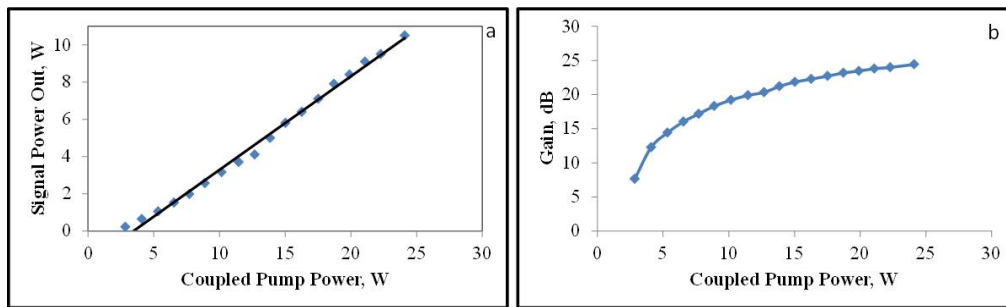 a
10
8
6
4
2
0
Signal Power Out, W
0 5 10 15 20 25 30
Coupled Pump Power, W
b
30
25
20
15
10
5
0
Gain, dB
0 5 10 15 20 25 30
Coupled Pump Power, W